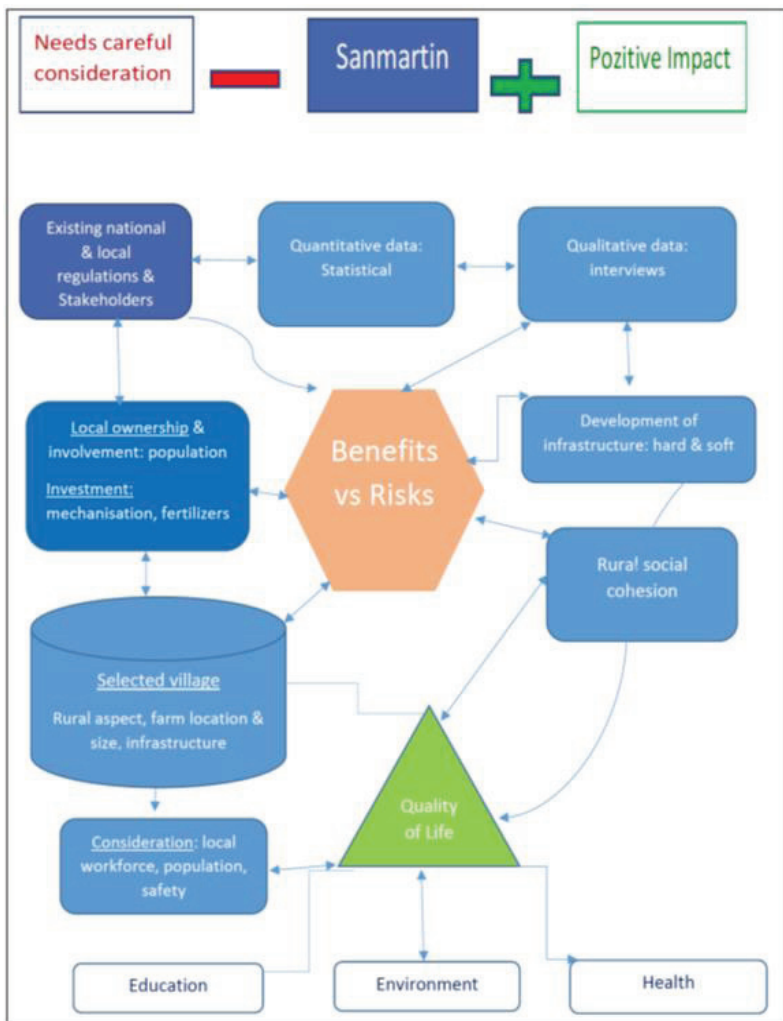 Needs careful
consideration
Sanmartin
Pozitive Impact
Existing national
& local
regulations &
Stakeholders
Quantitative data:
Statistical
Qualitative data:
interviews
Local ownership &
involvement: population
Investment:
mechanisation, fertilizers
Benefits
vs Risks
Development of
infrastructure: hard & soft
Rural social
cohesion
Selected village
Rural aspect, farm location &
size, infrastructure
Quality
of Life
Consideration: local
workforce, population,
safety
Education
Environment
Health